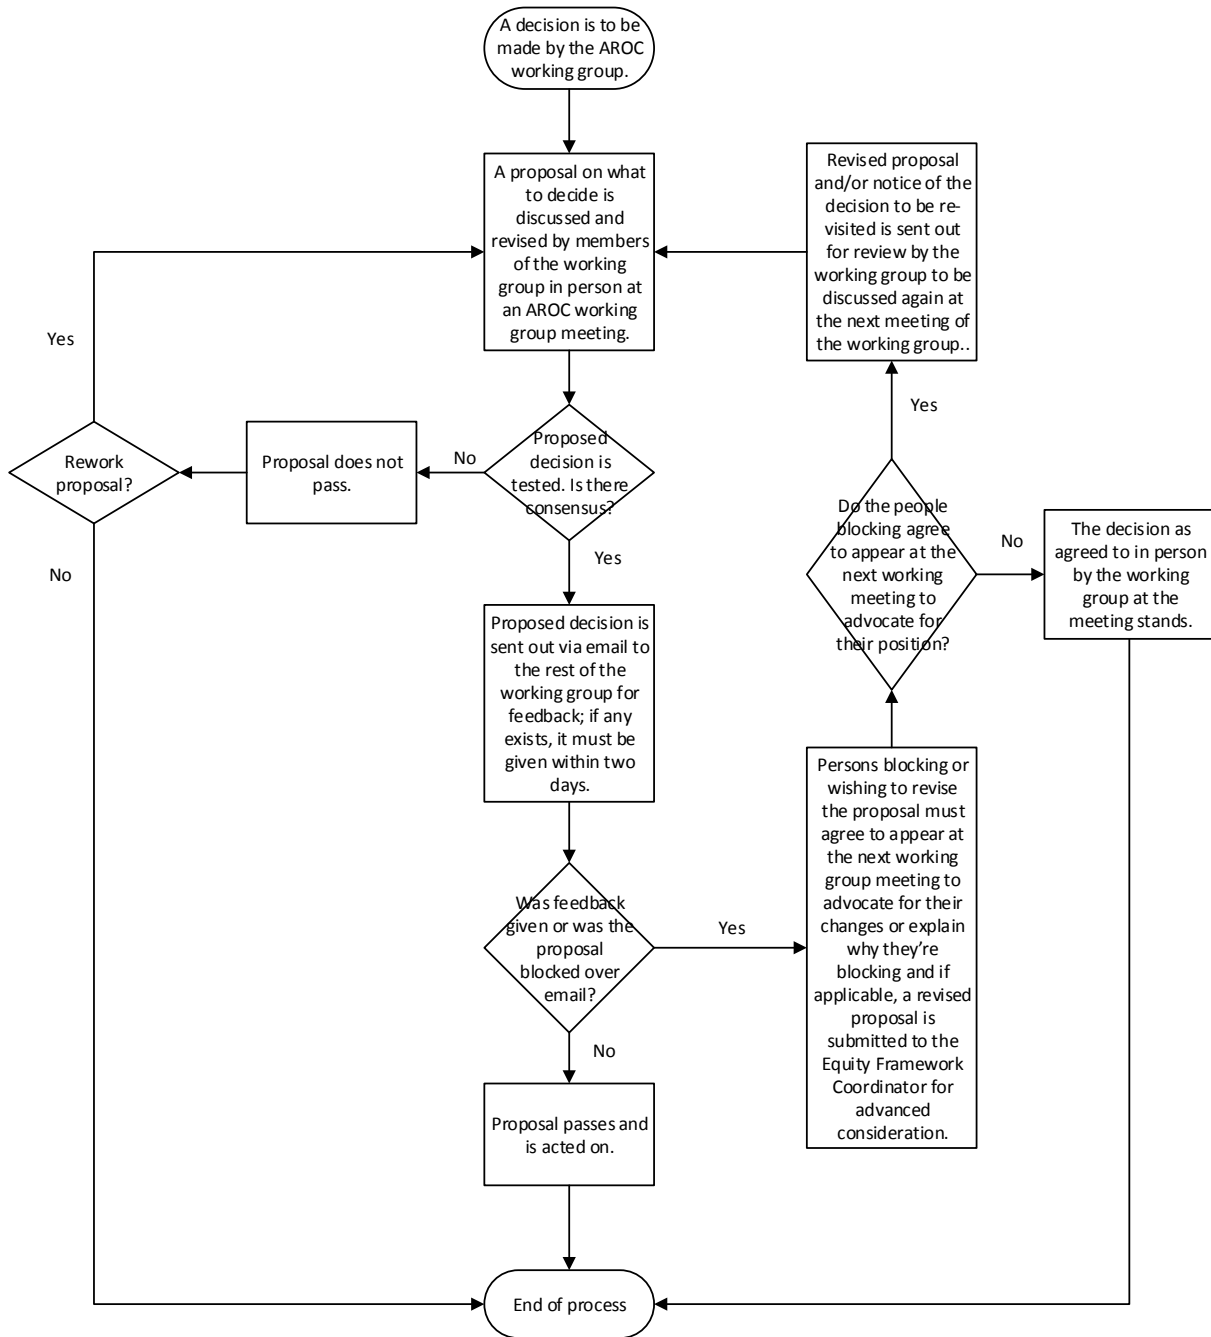 A decision is to be
made by the AROC
working group.
A proposal on what
to decide is
discussed and
revised by members
of the working
group in person at
an AROC working
group meeting.
Revised proposal
and/or notice of the
decision to be re-
visited is sent out
for review by the
working group to be
discussed again at
the next meeting of
the working group..
Yes
Yes
Rework
proposal?
Proposal does not
pass.
No
Proposed
decision is
tested. Is there
consensus?
No
Yes
Do the people
blocking agree
to appear at the
next working
meeting to
advocate for
their position?
No
The decision as
agreed to in person
by the working
group at the
meeting stands.
Proposed decision is
sent out via email to
the rest of the
working group for
feedback; if any
exists, it must be
given within two
days.
Persons blocking or
wishing to revise
the proposal must
agree to appear at
the next working
group meeting to
advocate for their
changes or explain
why they’re
blocking and if
applicable, a revised
proposal is
submitted to the
Equity Framework
Coordinator for
advanced
consideration.
Was feedback
given or was the
proposal
blocked over
email?
Yes
No
Proposal passes and
is acted on.
End of process